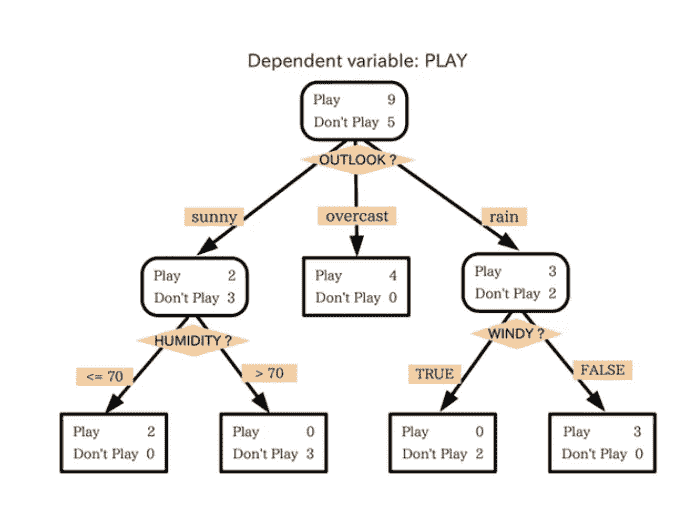 Dependent variable: PLAY
Play 9
Don't Play 5
OUTLOOK ?
sunny
overcast
rain
Play 2
Don't Play 3
Play 4
Don't Play 0
Play 3
Don't Play 2
HUMIDITY ?
WINDY ?
<= 70
> 70
TRUE
FALSE
Play 2
Don't Play 0
Play 0
Don't Play 3
Play 0
Don't Play 2
Play 3
Don't Play 0